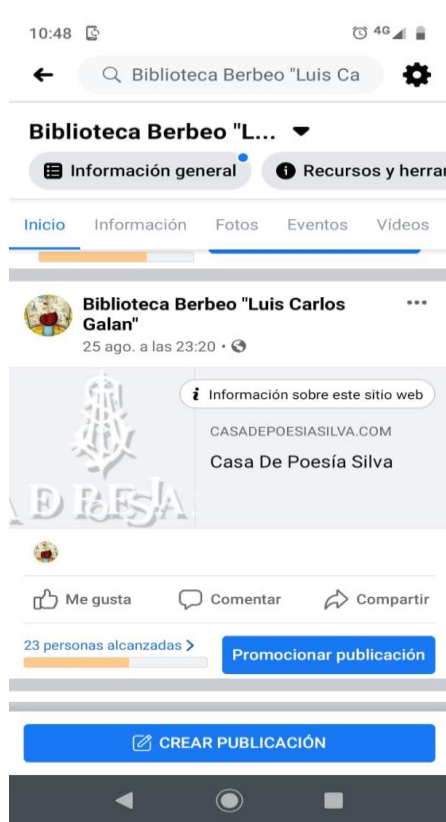 10:48
4G
Biblioteca Berbeo "Luis Ca
Biblioteca Berbeo "L...
Información general
Recursos y herrar
Inicio Información Fotos Eventos Vídeos
Biblioteca Berbeo "Luis Carlos
Galan"
25 ago. a las 23:20 ·
Información sobre este sitio web
CASADEPOESIASILVA.COM
Casa De Poesía Silva
A D POESIA
Me gusta Comentar Compartir
23 personas alcanzadas >
Promocionar publicación
CREAR PUBLICACIÓN